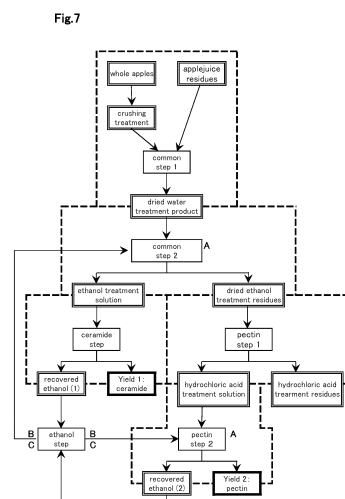 Fig.7
whole apples
applejuice
residues
crushing
treatment
common
step 1
dried water
treatment product
common
step 2
A
ethanol treatment
solution
dried ethanol
treatment residues
ceramide
step
pectin
step 1
recovered
ethanol (1)
Yield 1:
ceramide
hydrochloric acid
treatment solution
hydrochloric acid
trearment residues
B
C
ethanol
step
B
C
pectin
step 2
A
recovered
ethanol (2)
Yield 2:
pectin